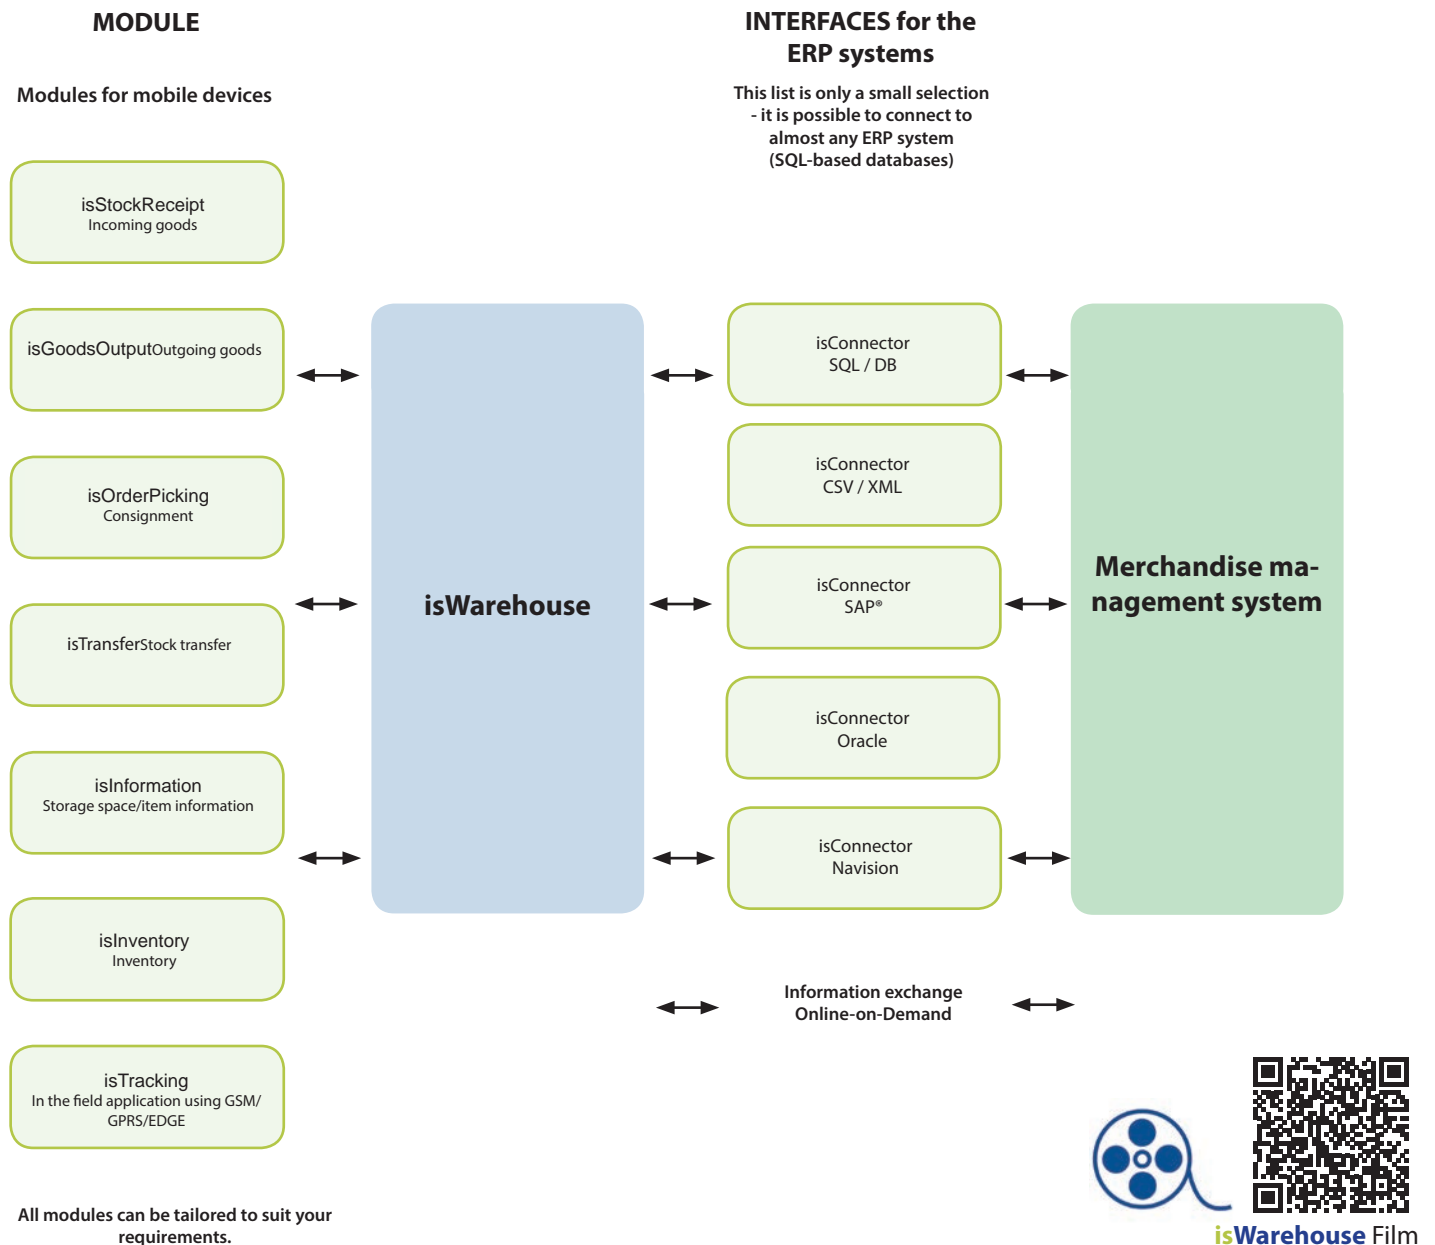 MODULE
Modules for mobile devices
isStockReceipt
Incoming goods
isGoodsOutputOutgoing goods
isOrderPicking
Consignment
isTransferStock transfer
isInformation
Storage space/item information
isInventory
Inventory
isTracking
In the field application using GSM/
GPRS/EDGE
All modules can be tailored to suit your
requirements.
isWarehouse
INTERFACES for the
ERP systems
This list is only a small selection
- it is possible to connect to
almost any ERP system
(SQL-based databases)
isConnector
SQL / DB
isConnector
CSV / XML
isConnector
SAP®
isConnector
Oracle
isConnector
Navision
Information exchange
Online-on-Demand
Merchandise ma-
nagement system
isWarehouse Film